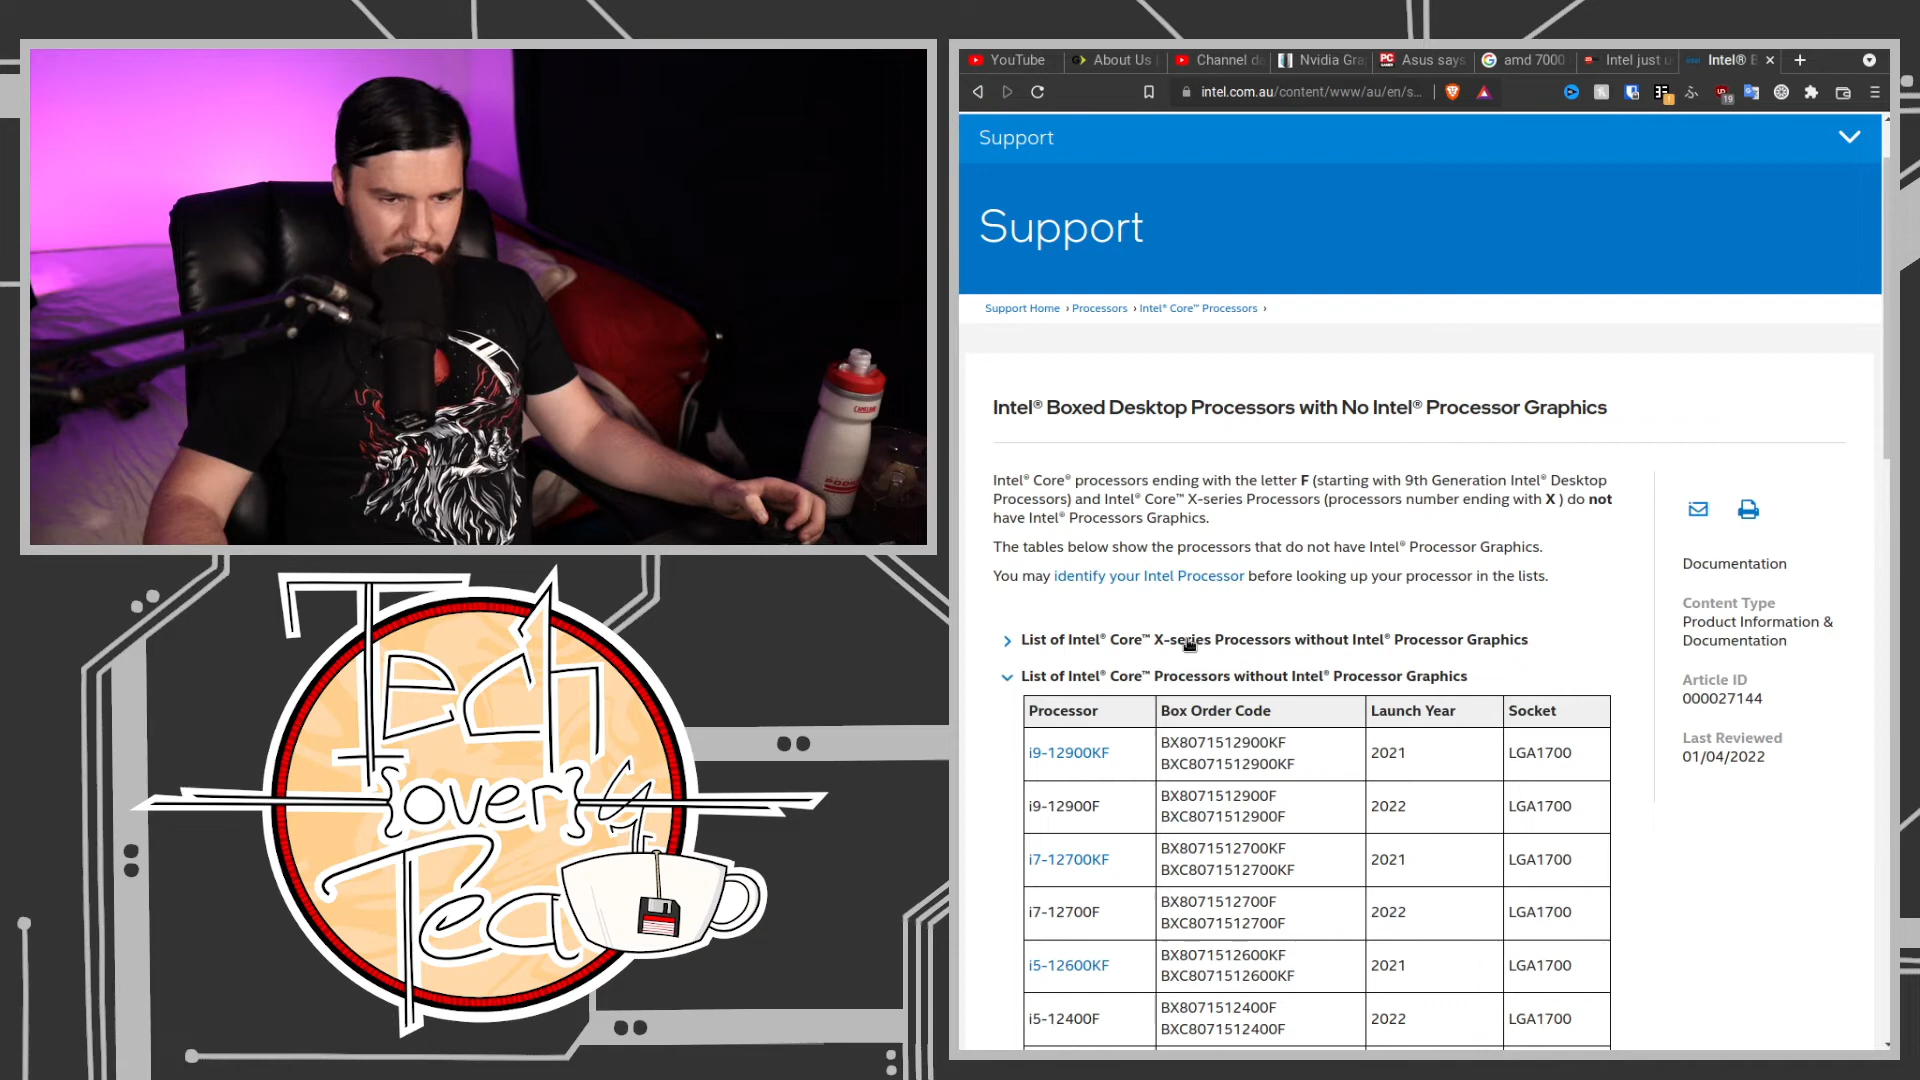 YouTube
About Us
Channel da
Nvidia Gra
Asus says
amd 7000
Intel just u
Intel® B
intel.com.au/content/www/au/en/s...
19
Support
Support
Support Home › Processors › Intel® Core™ Processors ›
Intel® Boxed Desktop Processors with No Intel® Processor Graphics
Intel® Core® processors ending with the letter F (starting with 9th Generation Intel® Desktop
Processors) and Intel® Core™ X-series Processors (processors number ending with X ) do not
have Intel® Processors Graphics.
The tables below show the processors that do not have Intel® Processor Graphics.
You may identify your Intel Processor before looking up your processor in the lists.
List of Intel® Core™ X-series Processors without Intel® Processor Graphics
List of Intel® Core™ Processors without Intel® Processor Graphics
Processor Box Order Code Launch Year Socket
i9-12900KF BX8071512900KF BXC8071512900KF 2021 LGA1700
i9-12900F BX8071512900F BXC8071512900F 2022 LGA1700
i7-12700KF BX8071512700KF BXC8071512700KF 2021 LGA1700
i7-12700F BX8071512700F BXC8071512700F 2022 LGA1700
i5-12600KF BX8071512600KF BXC8071512600KF 2021 LGA1700
i5-12400F BX8071512400F BXC8071512400F 2022 LGA1700
Documentation
Content Type
Product Information &
Documentation
Article ID
000027144
Last Reviewed
01/04/2022
Tech
{over}
Tea
CAMELBAK